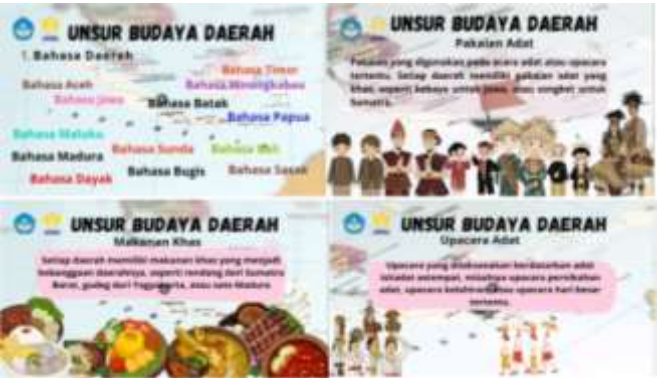 UNSUR BUDAYA DAERAH
1. Bahasa Daerah
Bahasa Timor
Bahasa Aceh
Bahasa Minangkabau
Bahasa Jawa
Bahasa Batak
Bahasa Papua
Bahasa Maluku
Bahasa Sunda
Bahasa Bali
Bahasa Madura
Bahasa Bugis
Bahasa Sasak
Bahasa Dayak
UNSUR BUDAYA DAERAH
Pakaian Adat
Pakaian yang digunakan pada acara adat atau upacara
tertentu. Setiap daerah memiliki pakaian adat yang
khas, seperti kebaya untuk Jawa, atau songket untuk
Sumatra.
UNSUR BUDAYA DAERAH
Makanan Khas
Setiap daerah memiliki makanan khas yang menjadi
kebanggaan daerahnya, seperti rendang dari Sumatra
Barat, gudeg dari Yogyakarta, atau sate Madura
UNSUR BUDAYA DAERAH
Upacara Adat
Upacara yang dilaksanakan berdasarkan adat
istiadat setempat, misalnya upacara pernikahan
adat, upacara kelahiran atau upacara hari besar
tertentu.